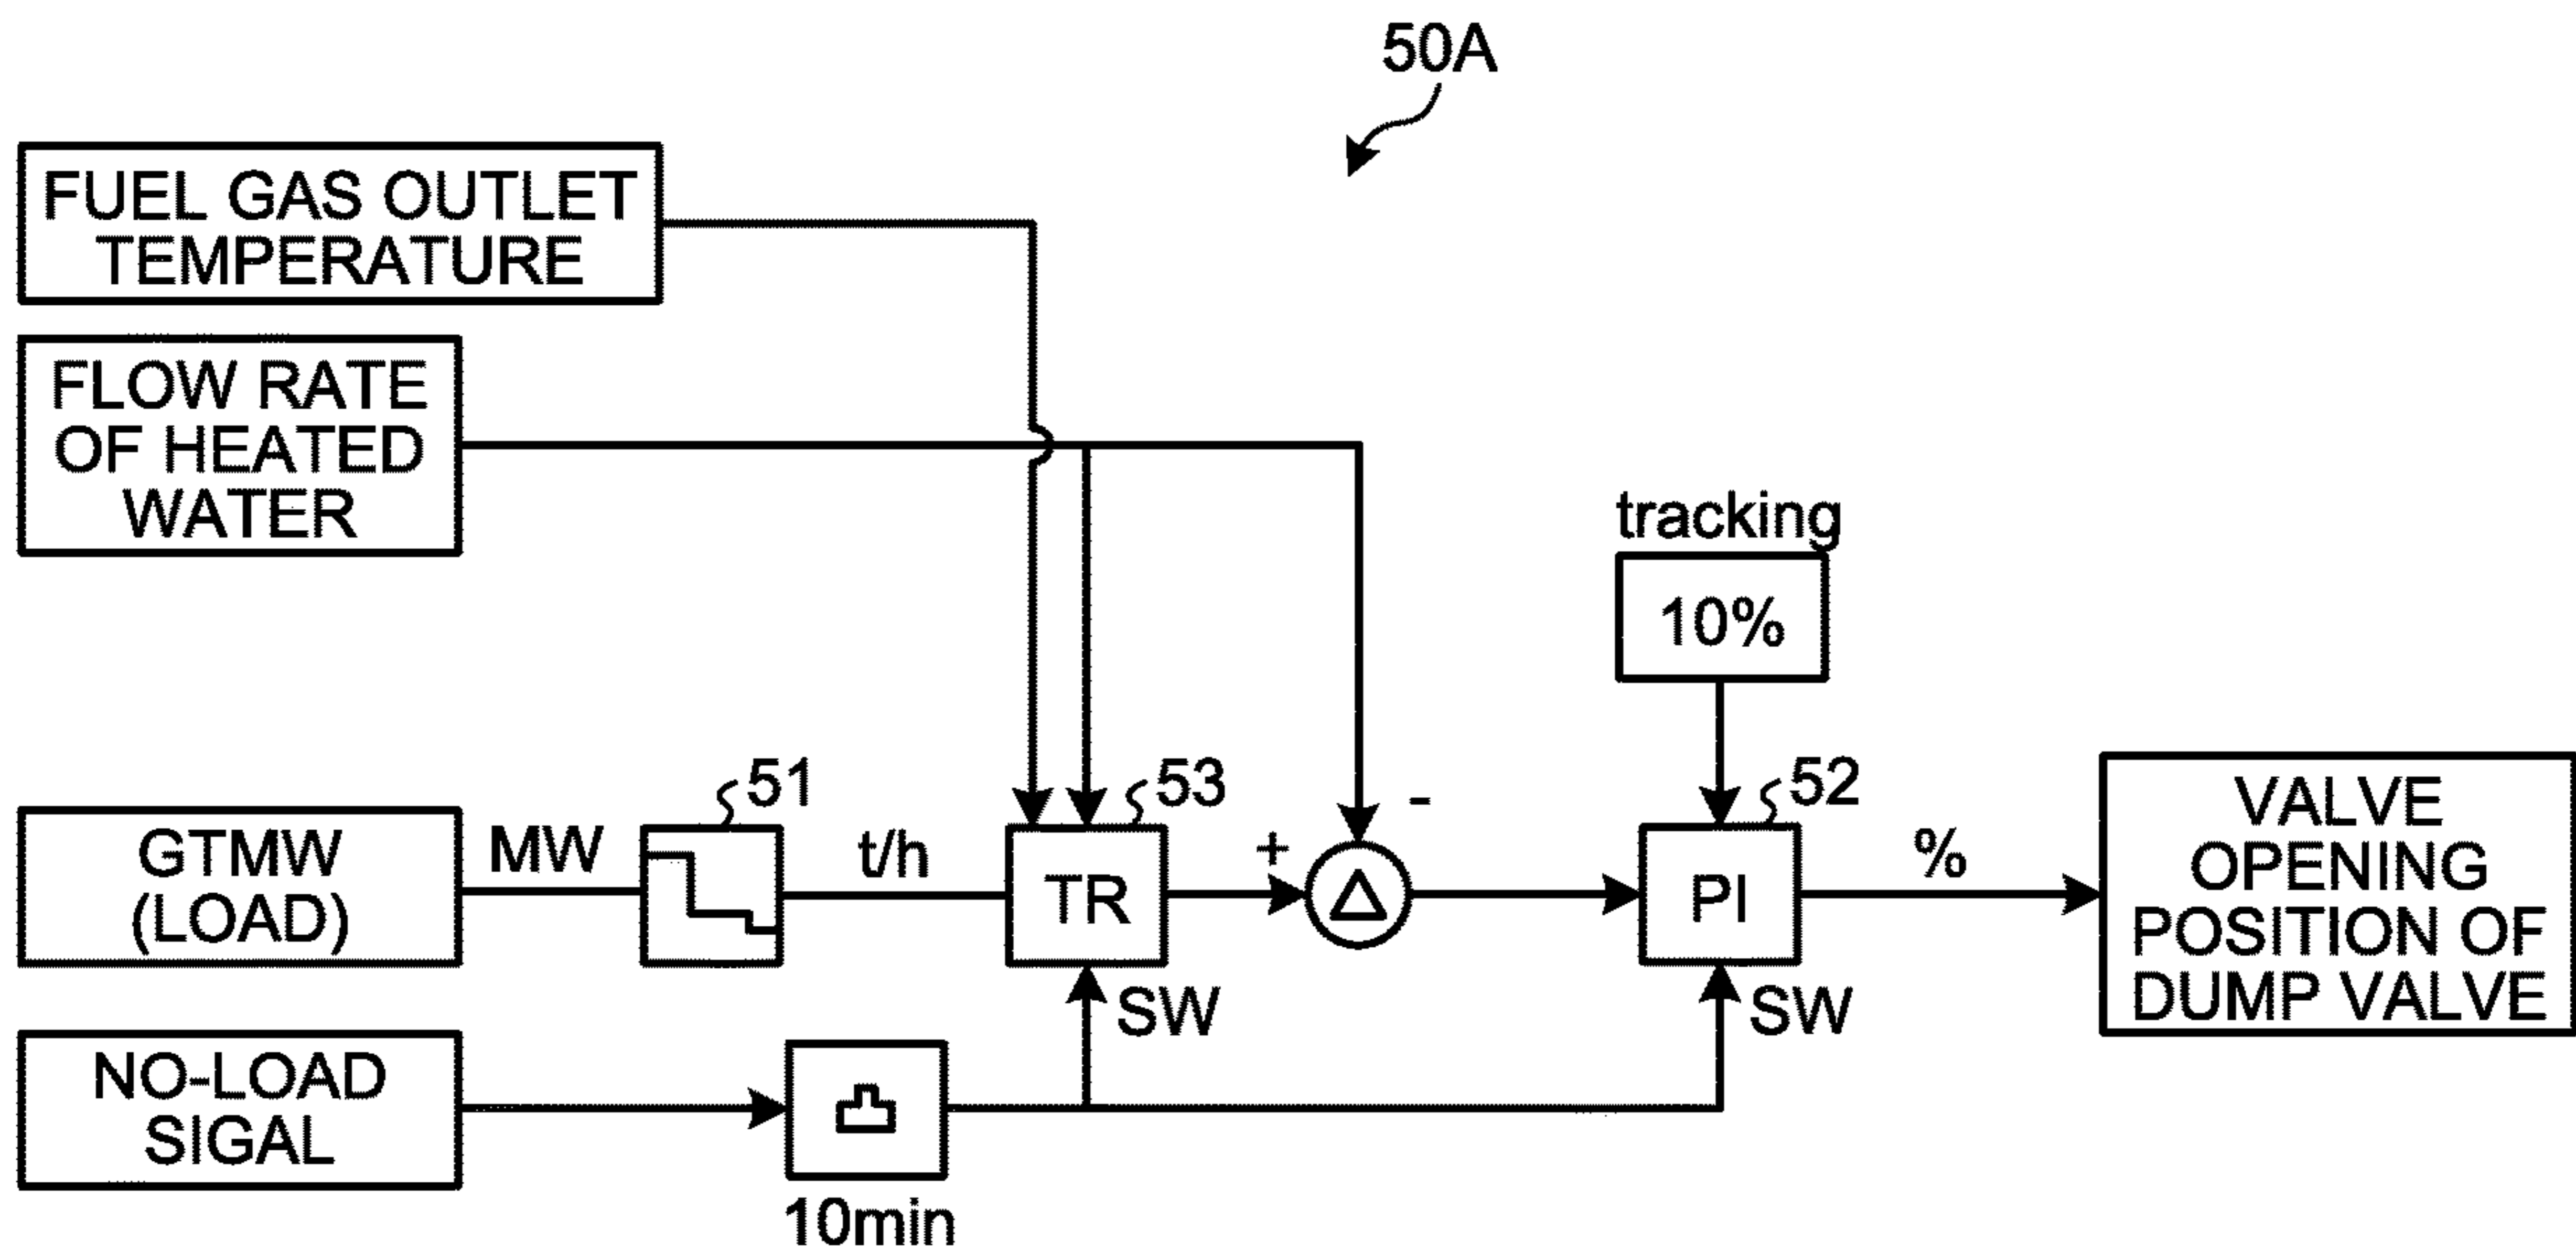 50A
FUEL GAS OUTLET
TEMPERATURE
FLOW RATE
OF HEATED
WATER
tracking
10%
GTMW
(LOAD)
MW
51
t/h
53
TR
+
-
52
PI
%
VALVE
OPENING
POSITION OF
DUMP VALVE
SW
SW
NO-LOAD
SIGAL
10min